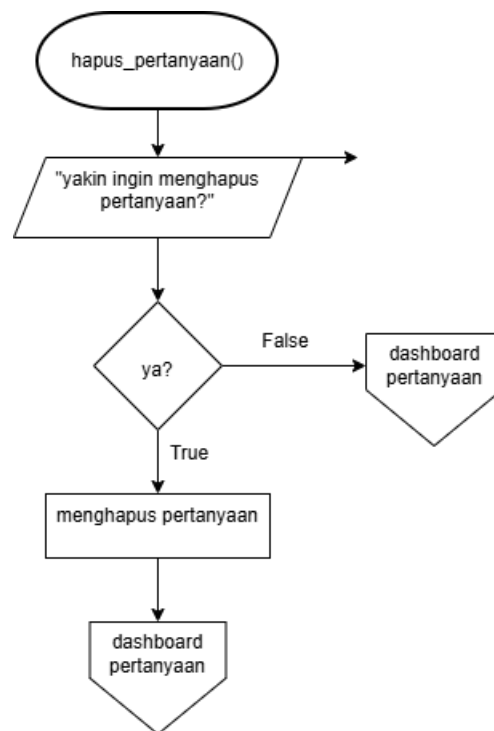 hapus_pertanyaan()
"yakin ingin menghapus
pertanyaan?"
ya?
False
dashboard
pertanyaan
True
menghapus pertanyaan
dashboard
pertanyaan